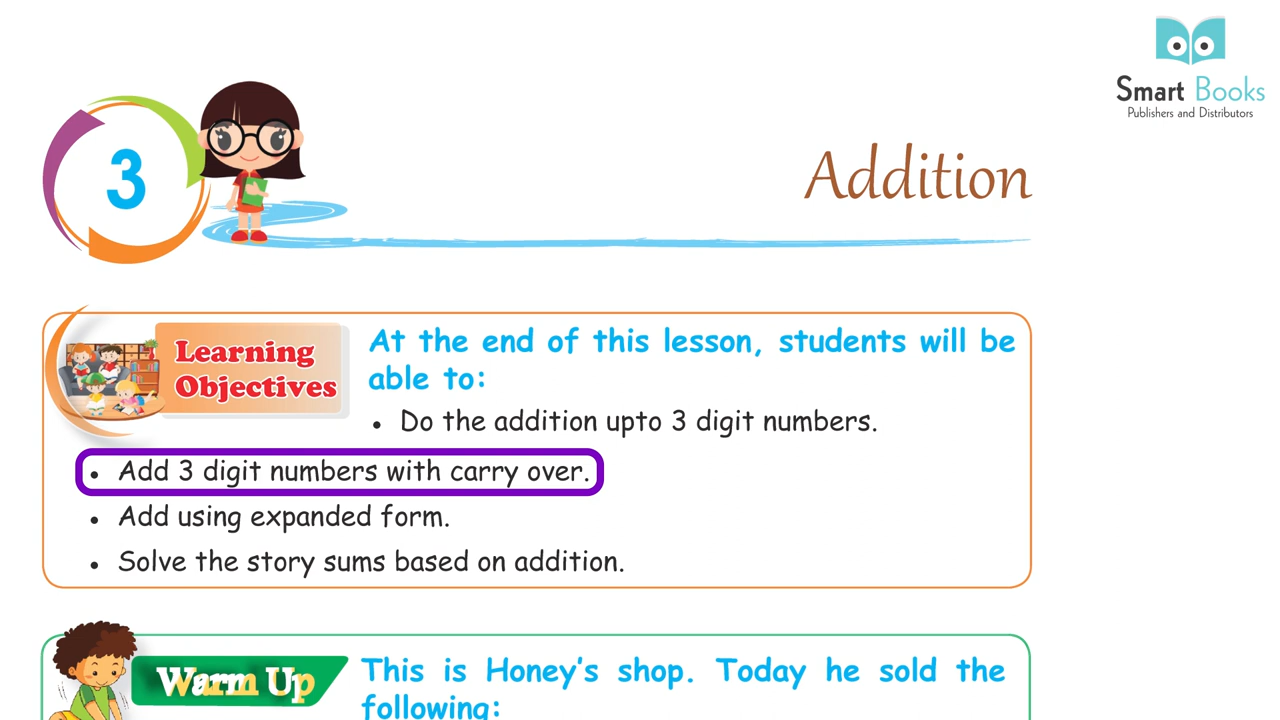 Smart Books
Publishers and Distributors
3
Addition
Learning
Objectives
At the end of this lesson, students will be
able to:
• Do the addition upto 3 digit numbers.
• Add 3 digit numbers with carry over.
• Add using expanded form.
• Solve the story sums based on addition.
Warm Up
This is Honey’s shop. Today he sold the
following: